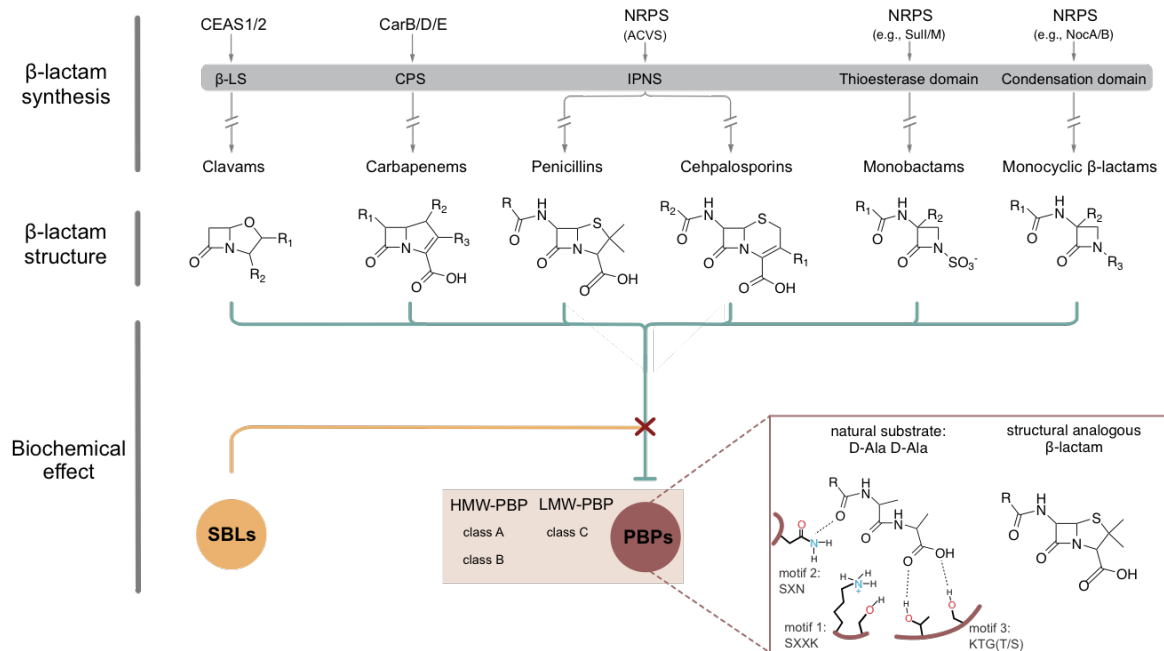 β-lactam
synthesis
CEAS1/2
CarB/D/E
NRPS
(ACVS)
NRPS
(e.g., SulI/M)
NRPS
(e.g., NocA/B)
β-LS
CPS
IPNS
Thioesterase domain
Condensation domain
Clavams
Carbapenems
Penicillins
Cehpalosporins
Monobactams
Monocyclic β-lactams
β-lactam
structure
O
N
O
R1
R2
R1
R2
R3
N
O
O
OH
R
H
N
O
S
N
O
O
OH
R2
H
N
O
S
N
O
R1
O
OH
R1
H
N
O
R2
O
N
SO3-
R1
H
N
O
R2
O
N
R3
Biochemical
effect
SBLs
HMW-PBP
class A
class B
LMW-PBP
class C
PBPs
natural substrate:
D-Ala D-Ala
structural analogous
β-lactam
R
H
N
O
O
H
N
O
OH
O
N
H
H
motif 2:
SXN
H
H
N
+
H
O
H
motif 1:
SXXK
H
O
H
O
motif 3:
KTG(T/S)
R
H
N
O
S
N
O
O
OH